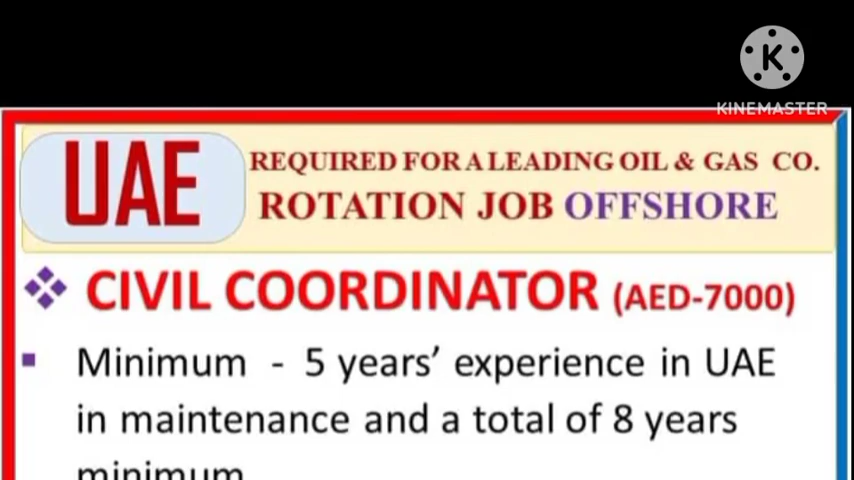 K
KINEMASTER
UAE
REQUIRED FOR A LEADING OIL & GAS CO.
ROTATION JOB OFFSHORE
CIVIL COORDINATOR (AED-7000)
Minimum - 5 years’ experience in UAE
in maintenance and a total of 8 years
minimum